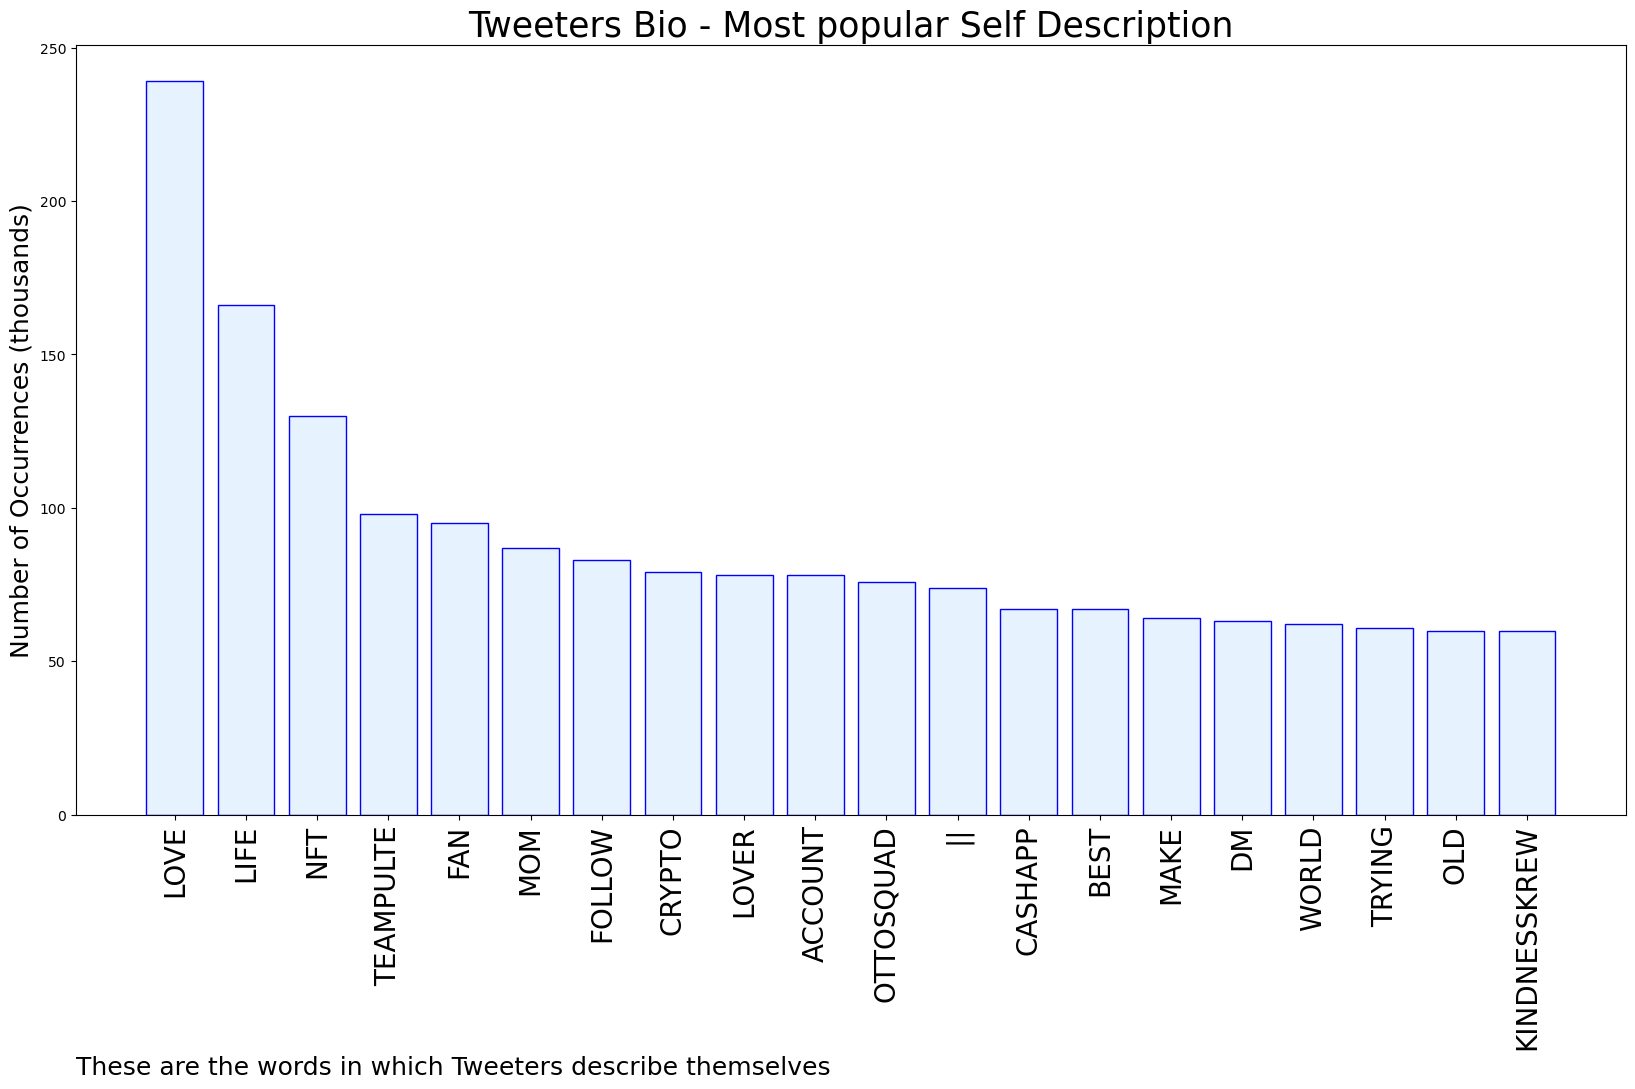 Tweeters Bio - Most popular Self Description
Number of Occurrences (thousands)
250
200
150
100
50
0
LOVE
LIFE
NFT
TEAMPULTE
FAN
MOM
FOLLOW
CRYPTO
LOVER
ACCOUNT
OTTOSQUAD
||
CASHAPP
BEST
MAKE
DM
WORLD
TRYING
OLD
KINDNESSKREW
These are the words in which Tweeters describe themselves